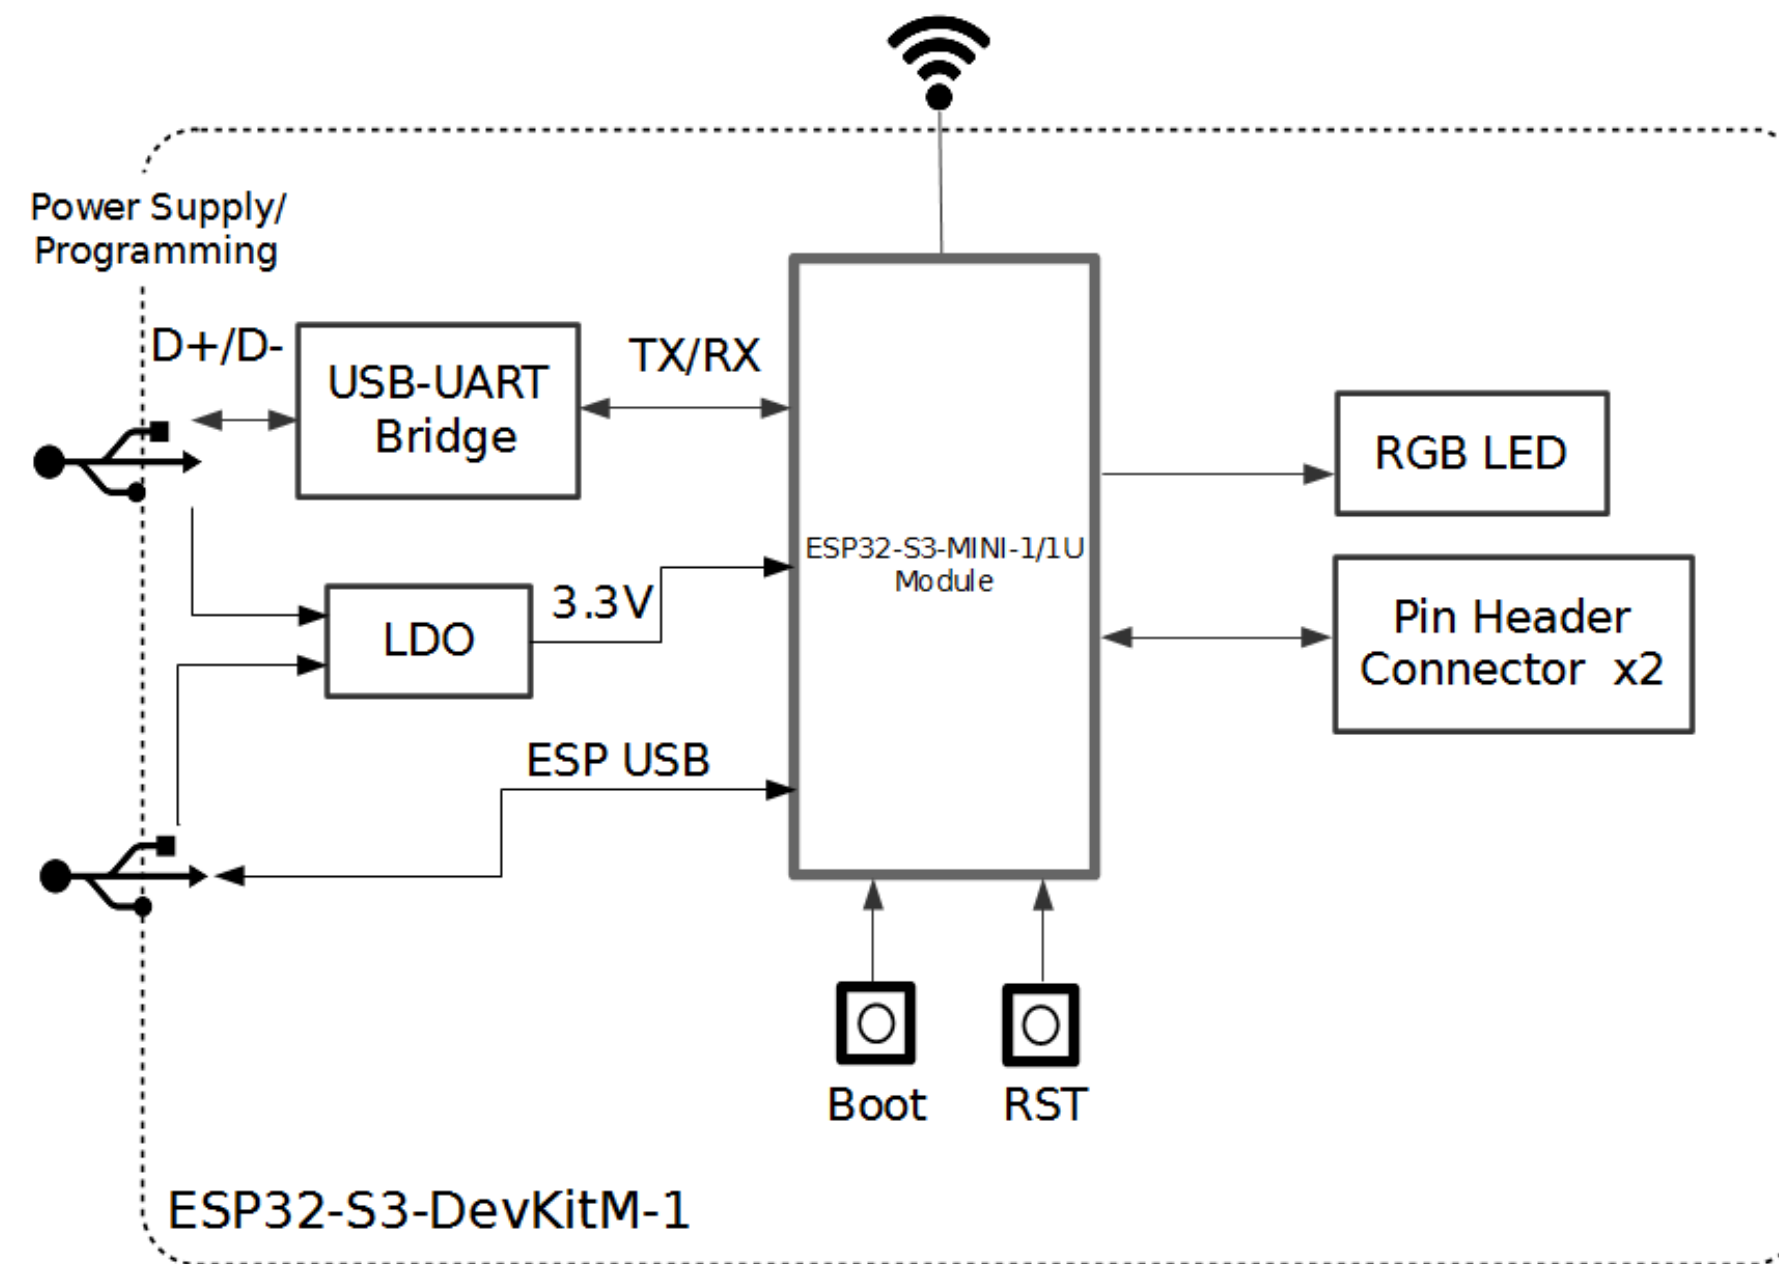 Power Supply/
Programming
D+/D-
USB-UART
Bridge
TX/RX
RGB LED
ESP32-S3-MINI-1/1U
Module
3.3V
LDO
Pin Header
Connector x2
ESP USB
Boot
RST
ESP32-S3-DevKitM-1